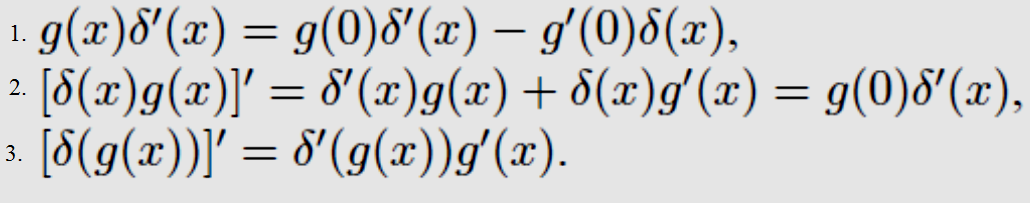 1. g(x)δ′(x) = g(0)δ′(x) − g′(0)δ(x),
2. [δ(x)g(x)]′ = δ′(x)g(x) + δ(x)g′(x) = g(0)δ′(x),
3. [δ(g(x))]′ = δ′(g(x))g′(x).